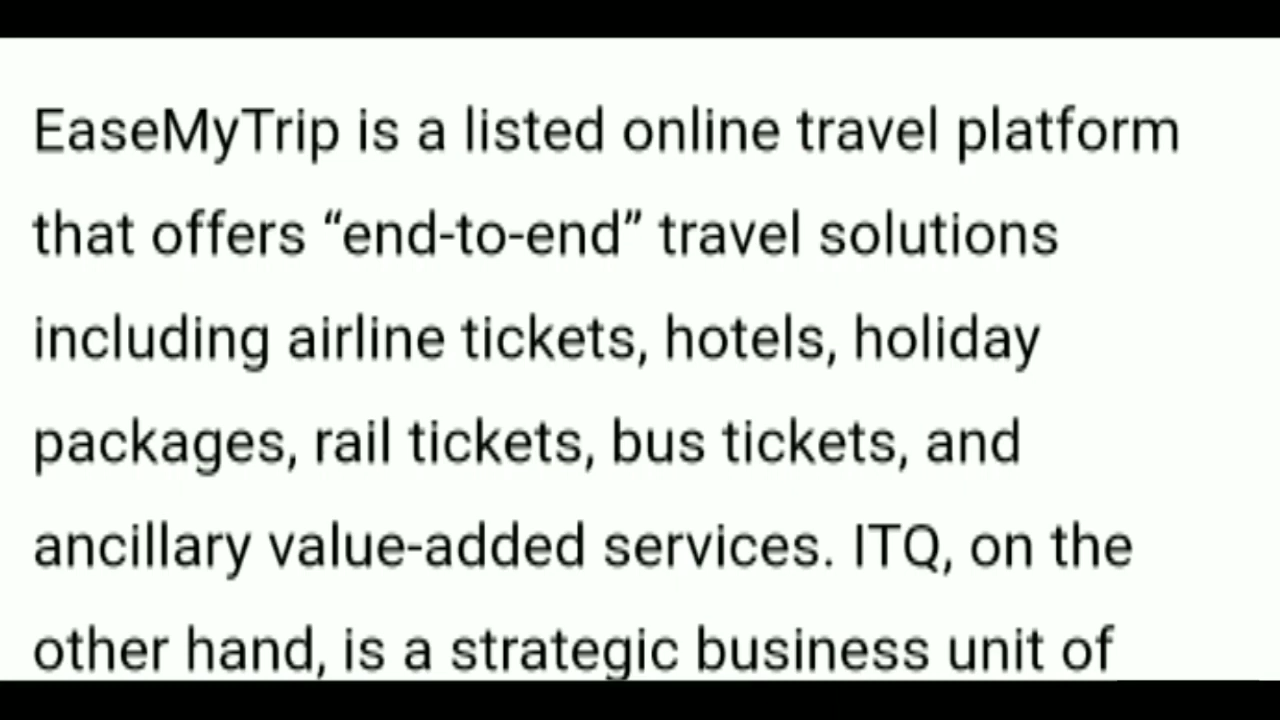 EaseMyTrip is a listed online travel platform
that offers “end-to-end” travel solutions
including airline tickets, hotels, holiday
packages, rail tickets, bus tickets, and
ancillary value-added services. ITQ, on the
other hand, is a strategic business unit of